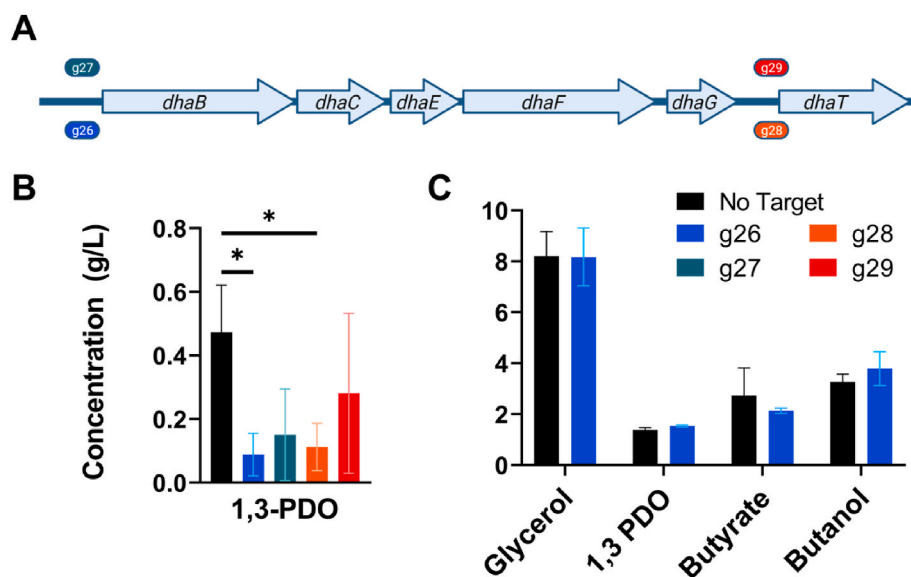 A
g27 g29
dhaB dhaC dhaE dhaF dhaG dhaT
g26 g28
B
C
Concentration (g/L)
0.8
0.6
0.4
0.2
0.0
* *
1,3-PDO
No Target
g26 g28
g27 g29
10
8
6
4
2
0
Glycerol
1,3 PDO
Butyrate
Butanol